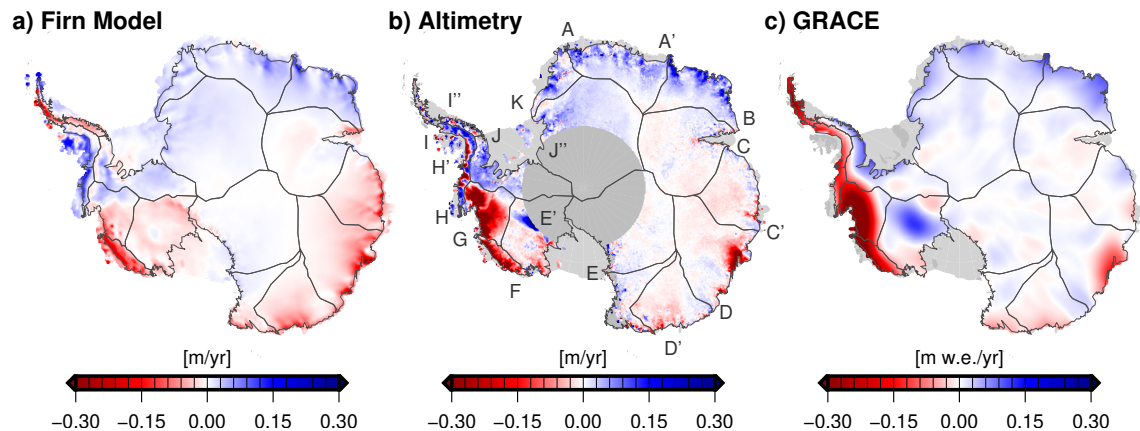 a) Firn Model
b) Altimetry
c) GRACE
A
A'
I''
K
B
I
J
C
J''
H'
H
E'
G
C'
E
F
D
D'
[m/yr]
[m/yr]
[m w.e./yr]
−0.30 −0.15 0.00 0.15 0.30
−0.30 −0.15 0.00 0.15 0.30
−0.30 −0.15 0.00 0.15 0.30